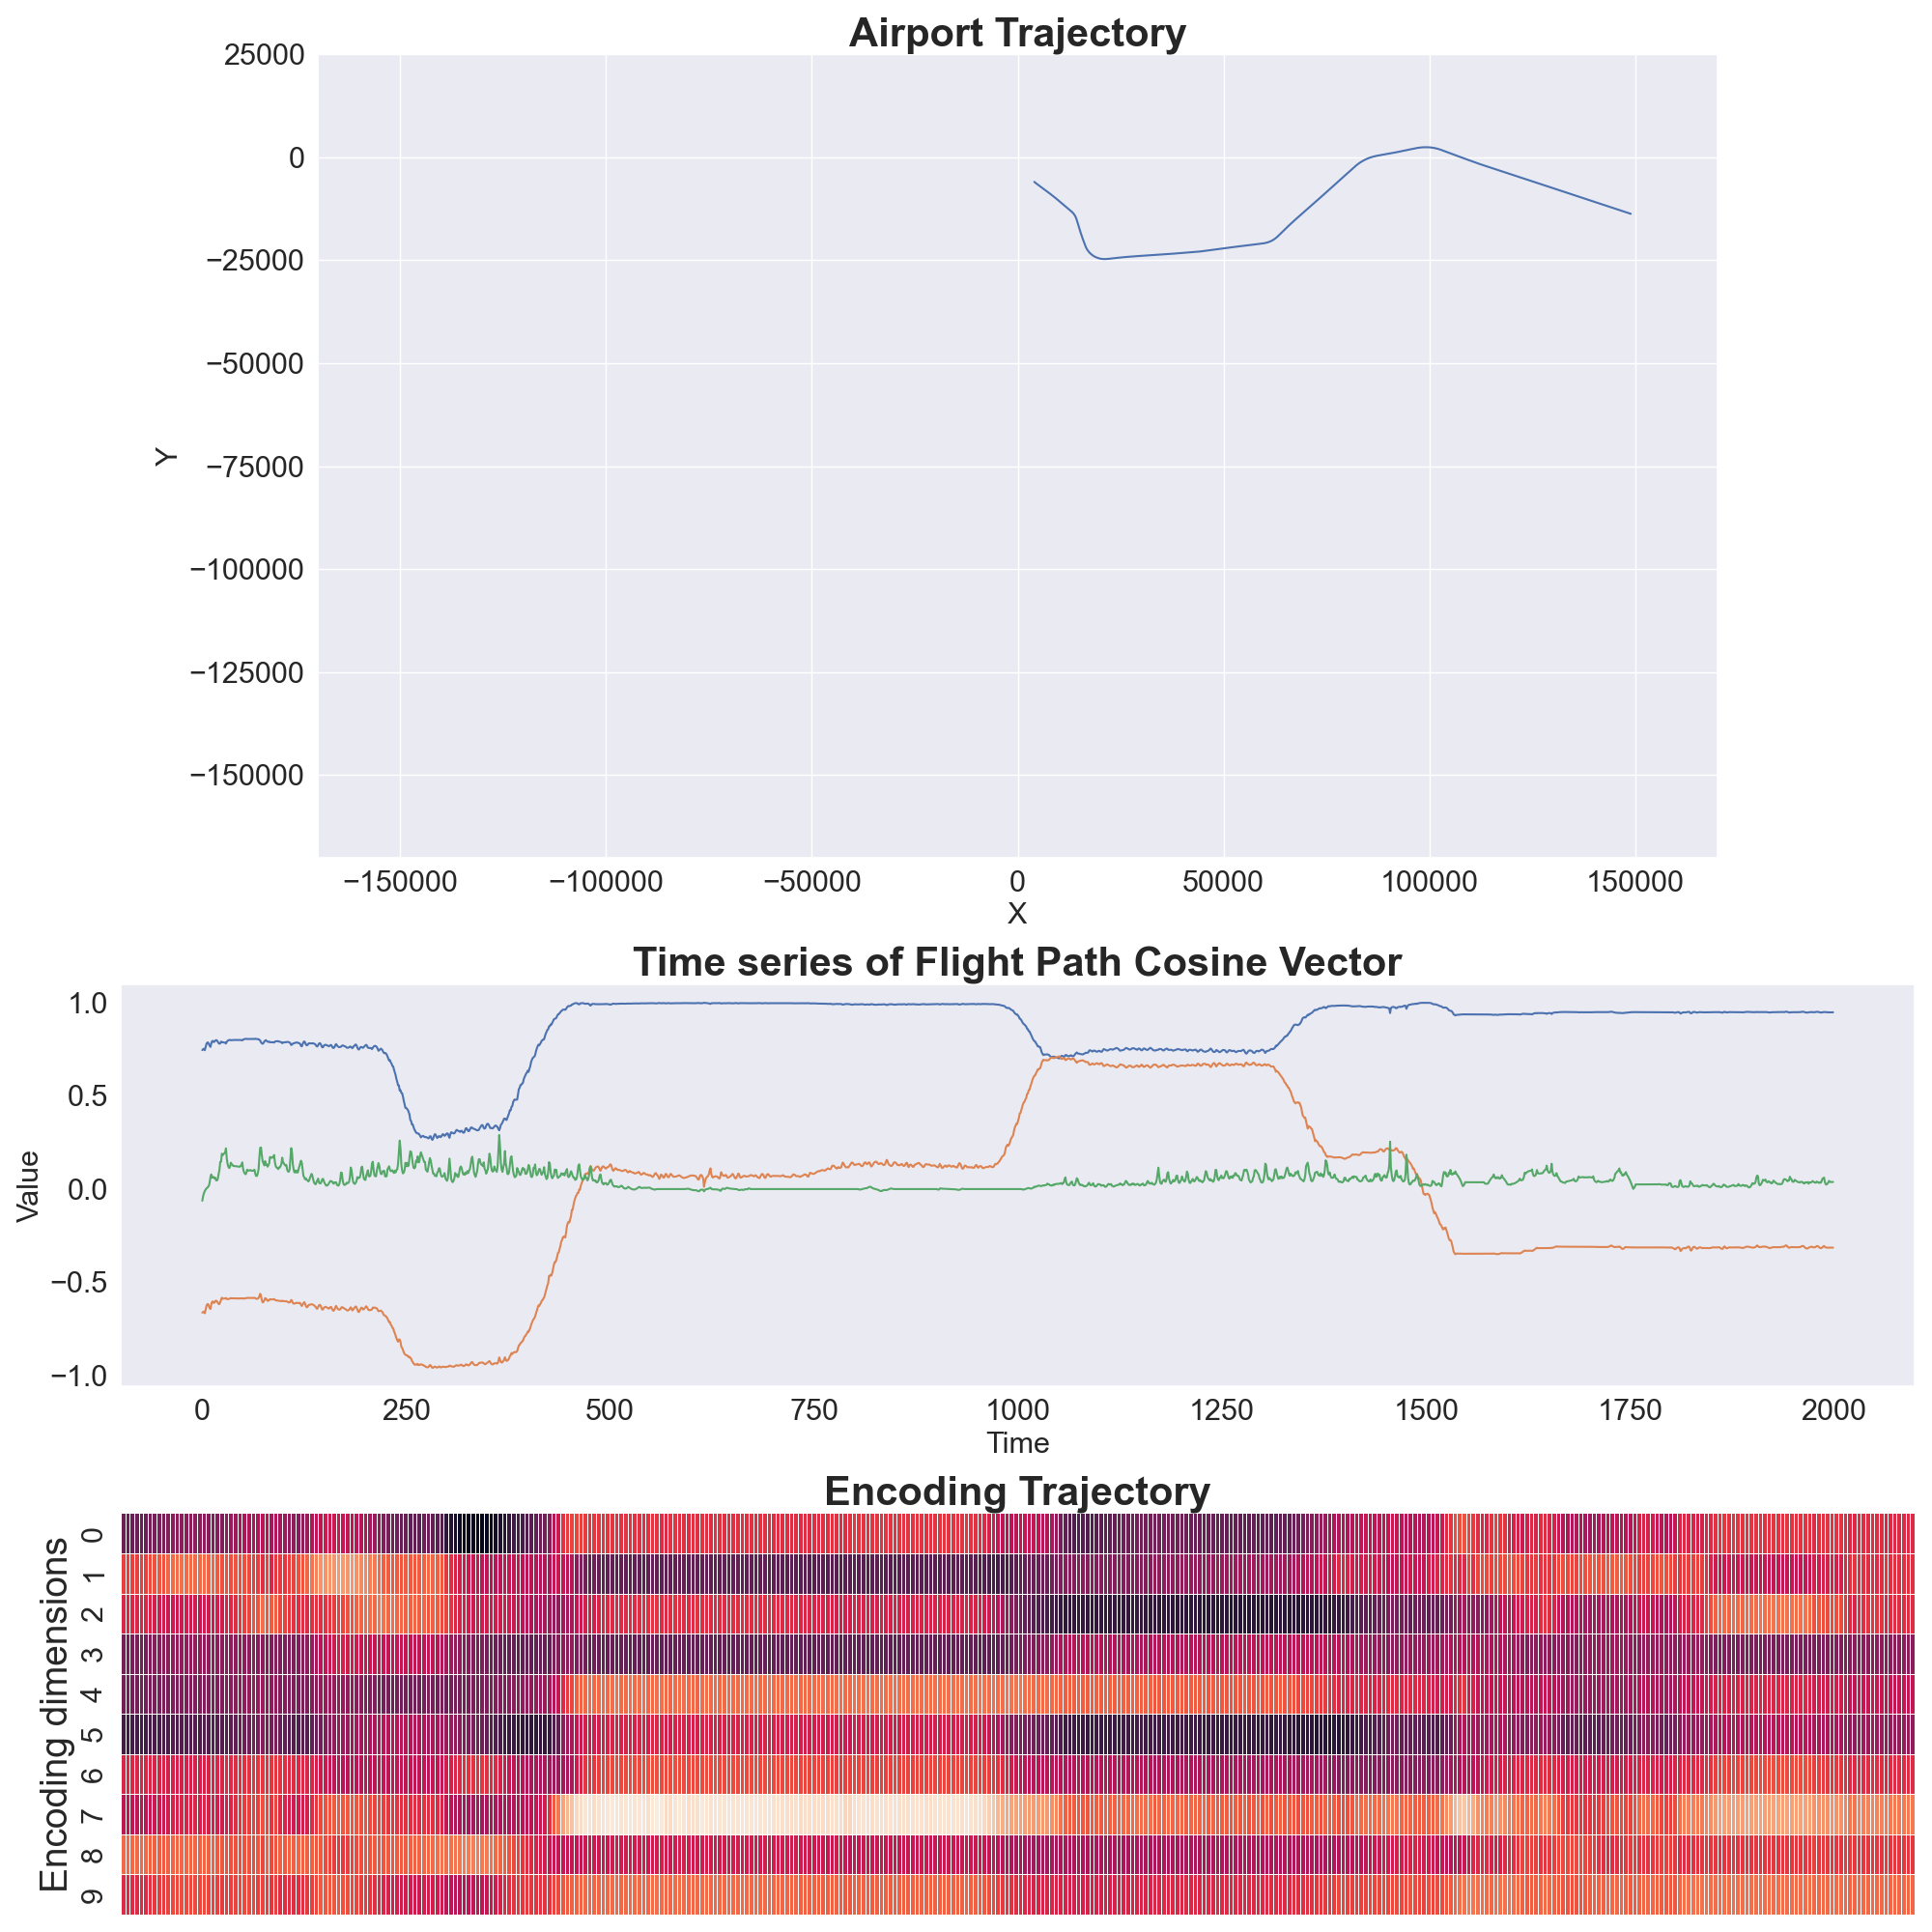 Airport Trajectory
25000
0
−25000
−50000
−75000
−100000
−125000
−150000
Y
−150000 −100000 −50000 0 50000 100000 150000
X
Time series of Flight Path Cosine Vector
1.0
0.5
0.0
−0.5
−1.0
Value
0 250 500 750 1000 1250 1500 1750 2000
Time
Encoding Trajectory
Encoding dimensions
0
1
2
3
4
5
6
7
8
9